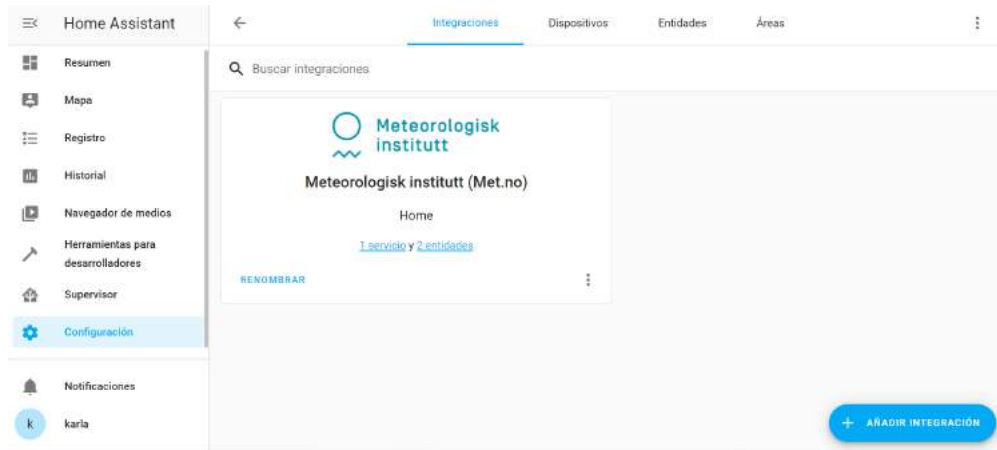 Home Assistant
Integraciones Dispositivos Entidades Áreas
Resumen
Mapa
Registro
Historial
Navegador de medios
Herramientas para
desarrolladores
Supervisor
Configuración
Notificaciones
k karla
Buscar integraciones
Meteorologisk
institutt
Meteorologisk institutt (Met.no)
Home
1 servicio y 2 entidades
RENOMBRAR
+ AÑADIR INTEGRACIÓN